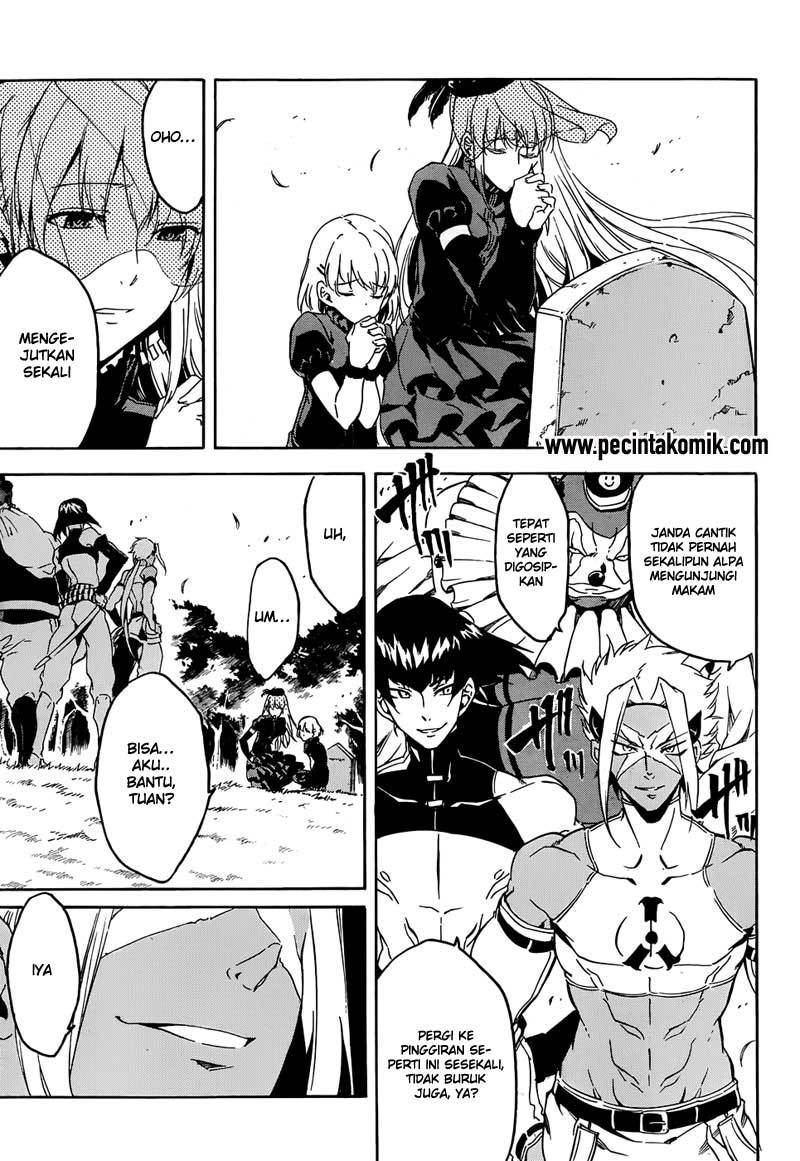 OHO...
MENGE-
JUTKAN
SEKALI
www.pecintakomik.com
JANDA CANTIK
TIDAK PERNAH
SEKALIPUN ALPA
MENGUNJUNGI
MAKAM
TEPAT
SEPERTI
YANG
DIGOSIP-
KAN
PERGI KE
PINGGIRAN SE-
PERTI INI SESEKALI,
TIDAK BURUK
JUGA, YA?
UH,
UM...
BISA...
AKU..
BANTU,
TUAN?
IYA